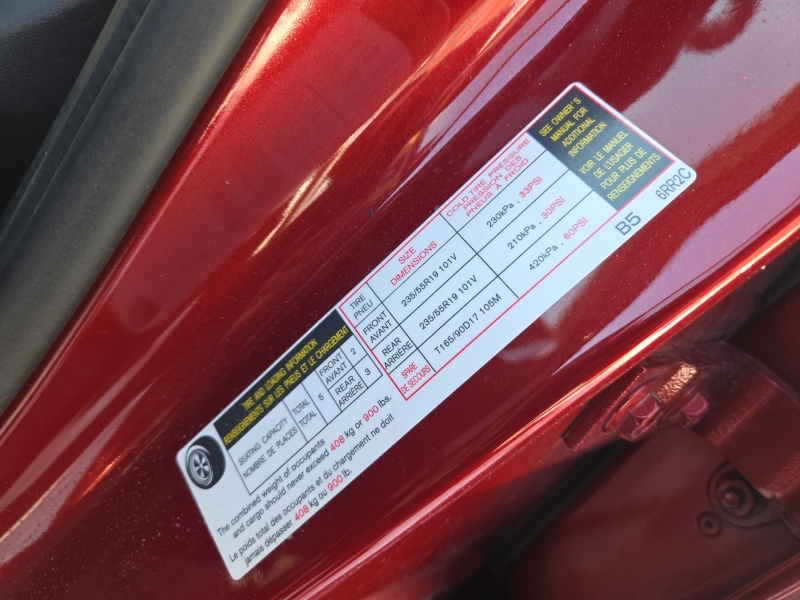 TIRE AND LOADING INFORMATION
RENSEIGNEMENTS SUR LES PNEUS ET LE CHARGEMENT
SEATING CAPACITY TOTAL 5 FRONT 2 REAR 3
NOMBRE DE PLACES TOTAL AVANT ARRIÈRE
The combined weight of occupants
and cargo should never exceed 408 kg or 900 lbs.
Le poids total des occupants et du chargement ne doit
jamais dépasser 408 kg ou 900 lb.
TIRE
PNEU
SIZE
DIMENSIONS
COLD TIRE PRESSURE
PRESSION DES
PNEUS A FROID
FRONT
AVANT
235/55R19 101V
230kPa , 33PSI
REAR
ARRIÈRE
235/55R19 101V
210kPa , 30PSI
SPARE
DE SECOURS
T165/90D17 105M
420kPa , 60PSI
SEE OWNER'S
MANUAL FOR
ADDITIONAL
INFORMATION
VOIR LE MANUEL
DE L'USAGER
POUR PLUS DE
RENSEIGNEMENTS
B5
6RR2C